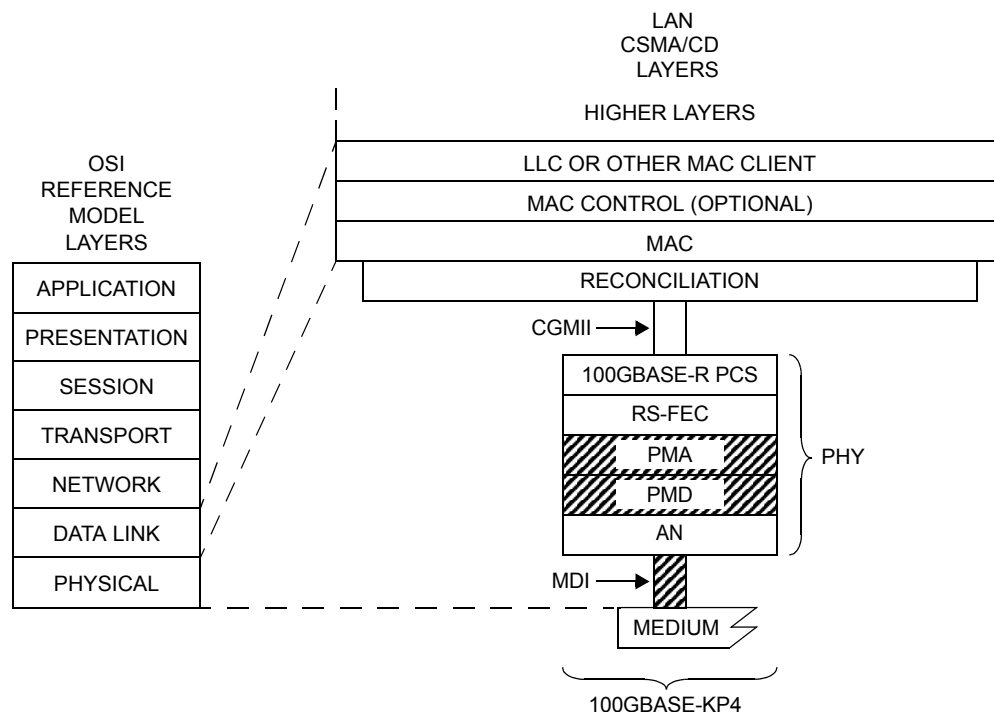 LAN
CSMA/CD
LAYERS
HIGHER LAYERS
LLC OR OTHER MAC CLIENT
MAC CONTROL (OPTIONAL)
MAC
RECONCILIATION
OSI
REFERENCE
MODEL
LAYERS
APPLICATION
PRESENTATION
SESSION
TRANSPORT
NETWORK
DATA LINK
PHYSICAL
CGMII
100GBASE-R PCS
RS-FEC
PMA
PMD
AN
PHY
MDI
MEDIUM
100GBASE-KP4